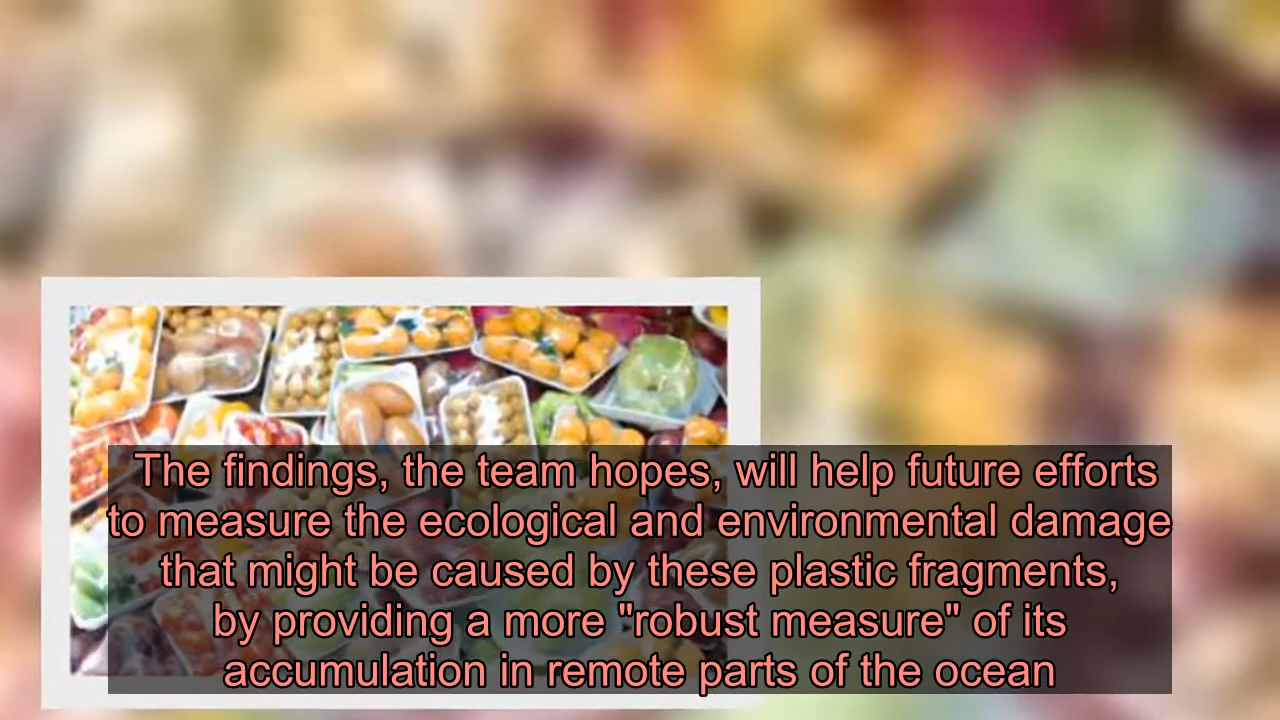 The findings, the team hopes, will help future efforts
to measure the ecological and environmental damage
that might be caused by these plastic fragments,
by providing a more "robust measure" of its
accumulation in remote parts of the ocean